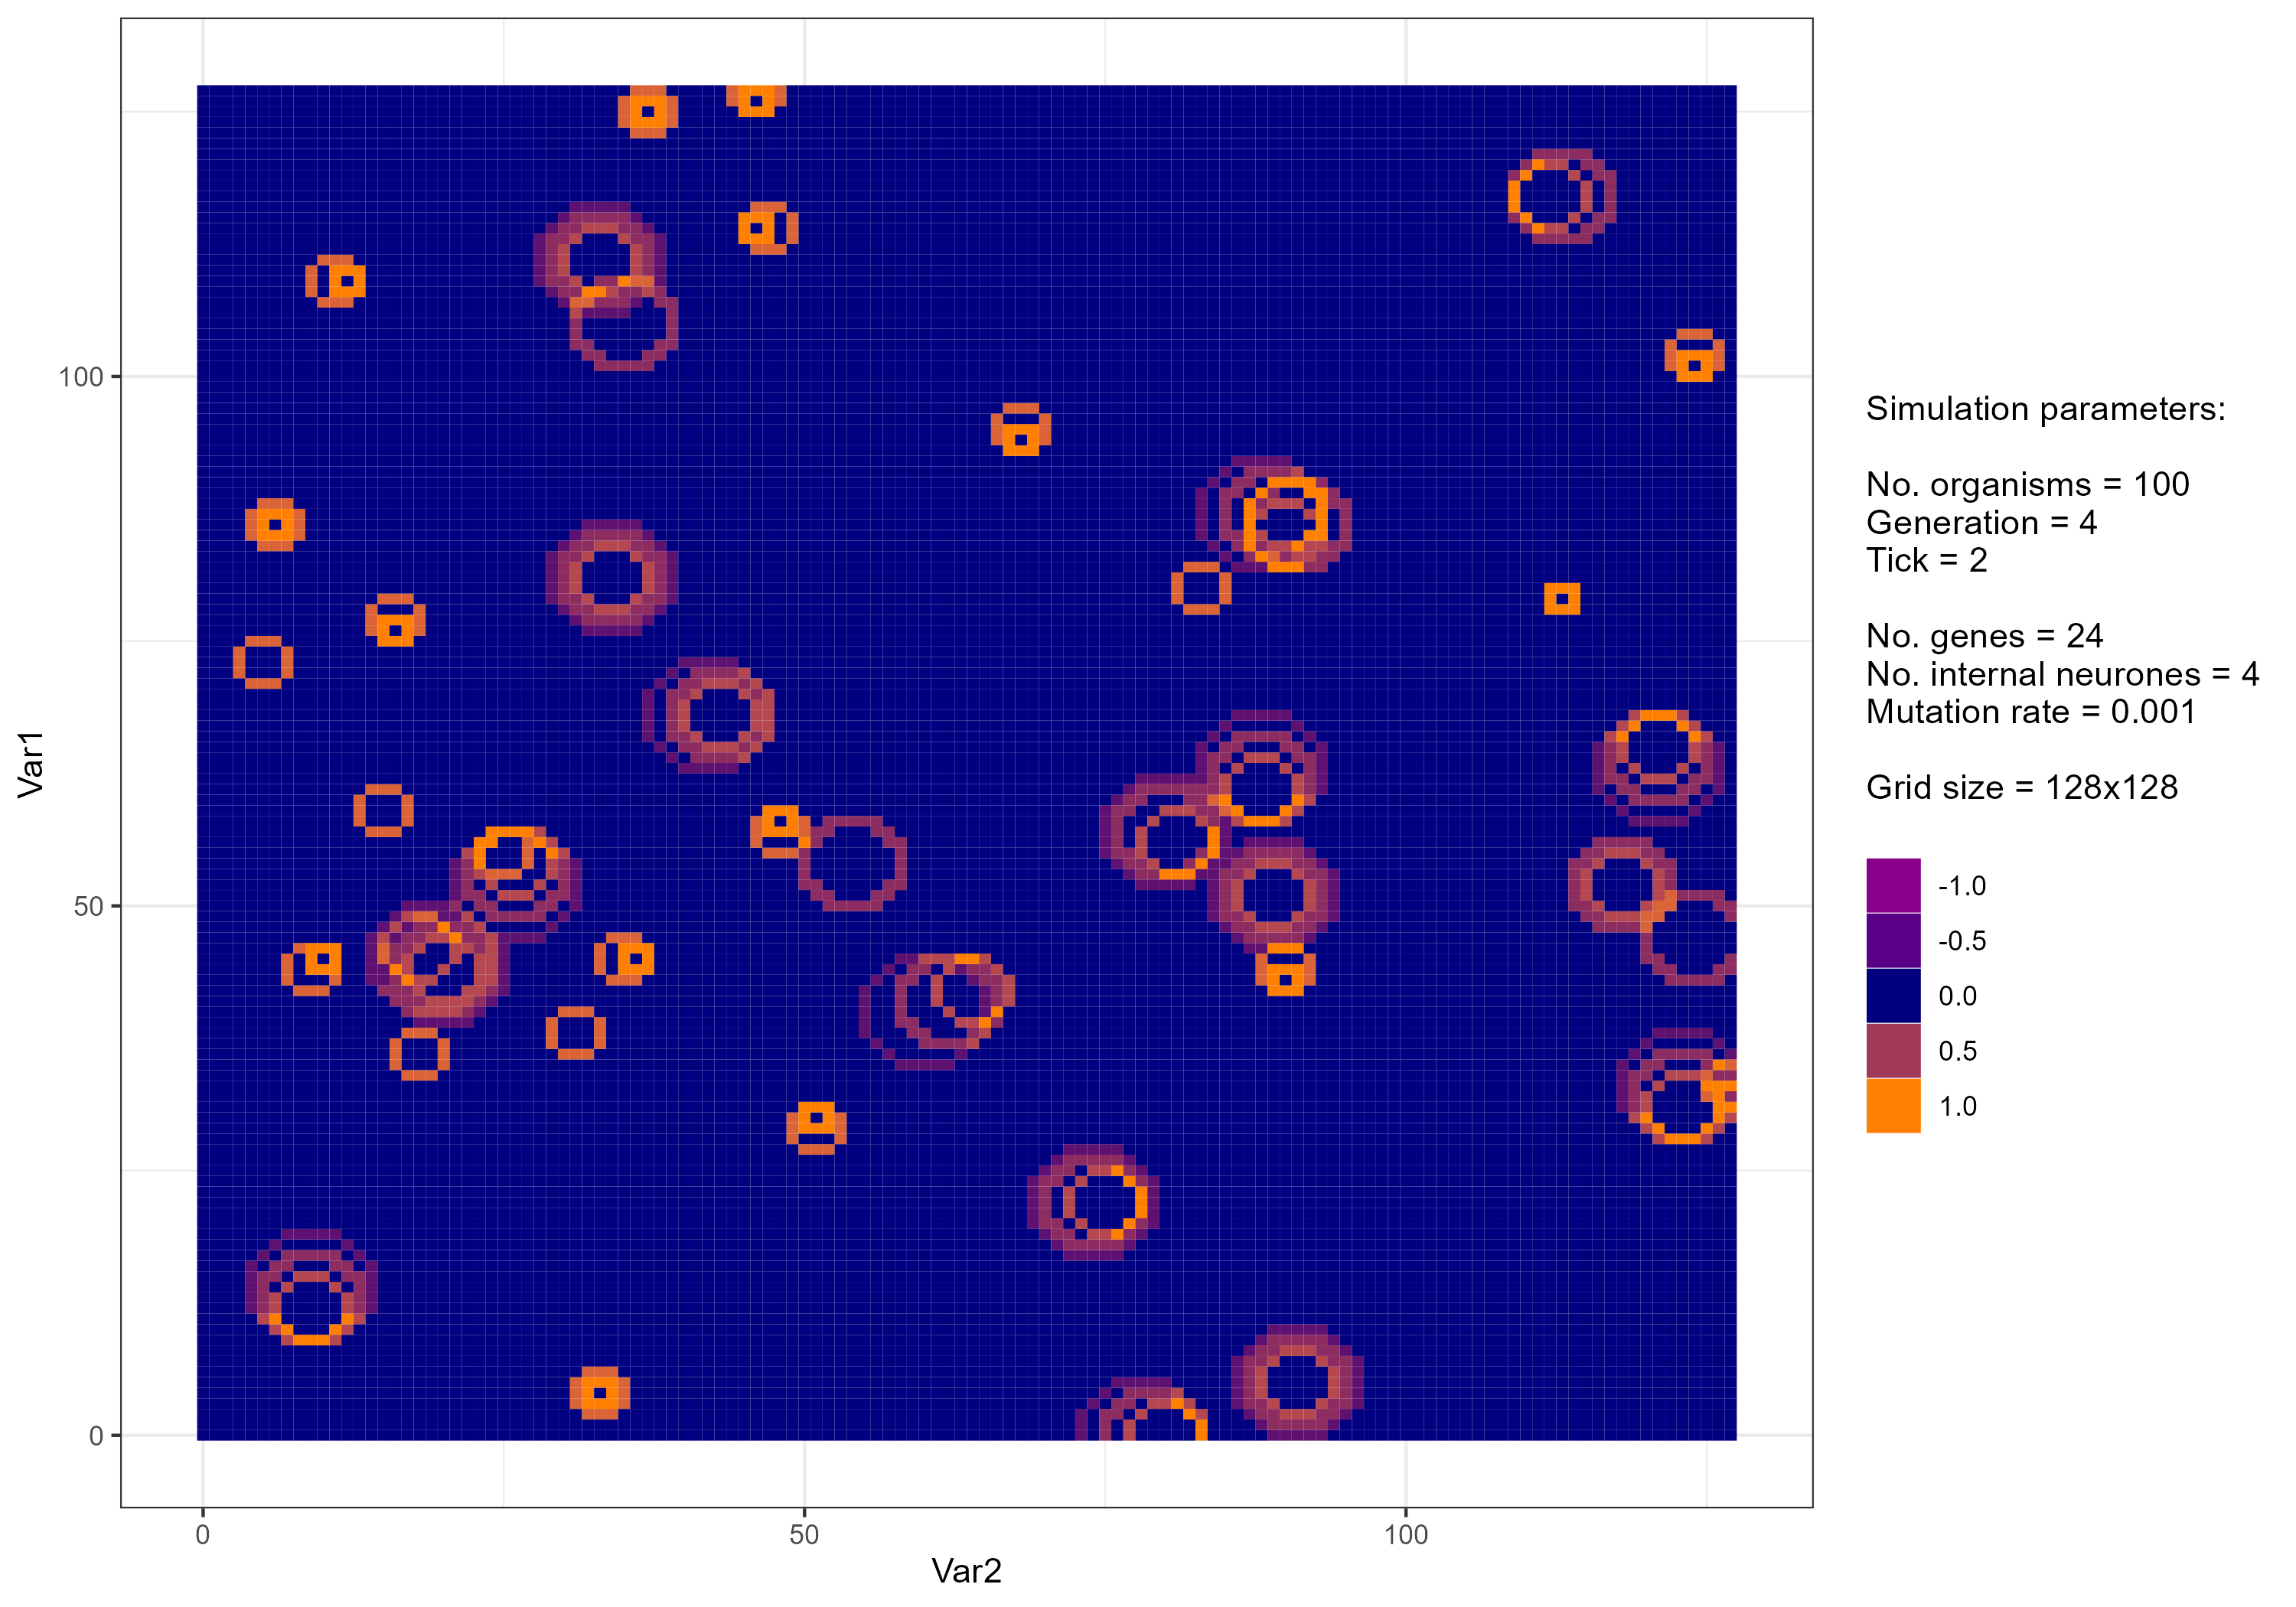 100
50
0
0
50
100
Var1
Var2
Simulation parameters:
No. organisms = 100
Generation = 4
Tick = 2
No. genes = 24
No. internal neurones = 4
Mutation rate = 0.001
Grid size = 128x128
-1.0
-0.5
0.0
0.5
1.0